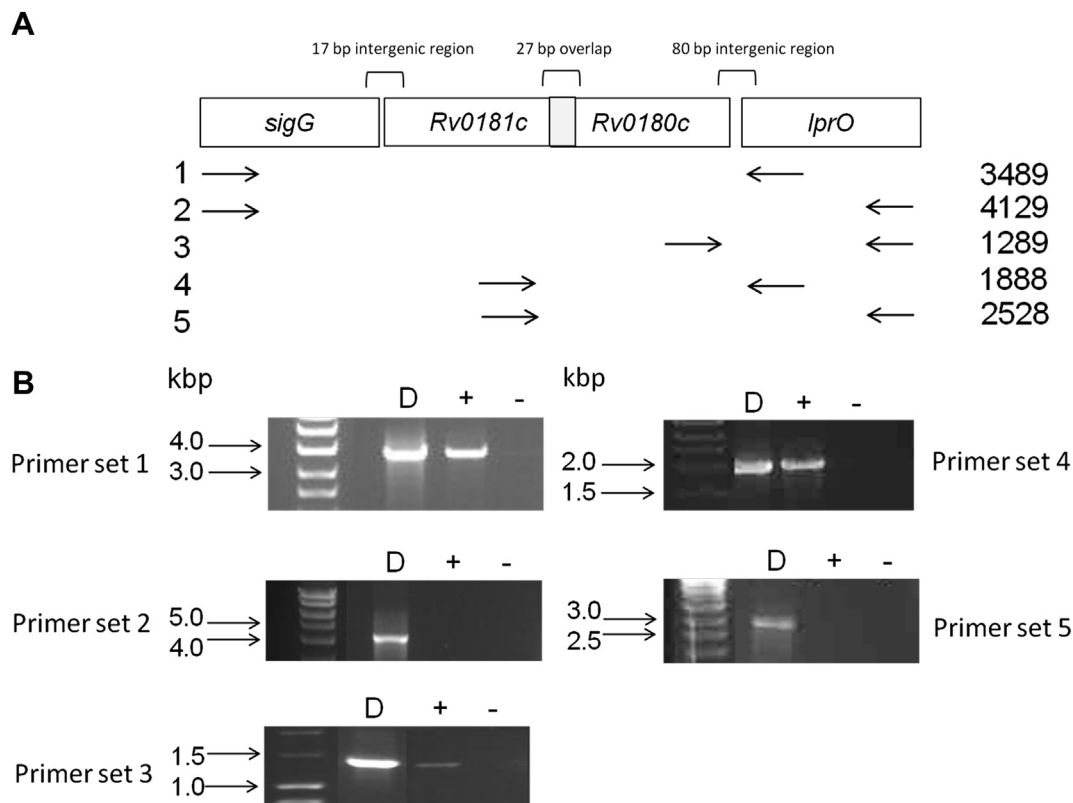 A
17 bp intergenic region 27 bp overlap 80 bp intergenic region
sigG Rv0181c Rv0180c lprO
1 3489
2 4129
3 1289
4 1888
5 2528
B
kbp
D + -
4.0
3.0
Primer set 1
kbp
D + -
2.0
1.5
Primer set 4
D + -
5.0
4.0
Primer set 2
D + -
3.0
2.5
Primer set 5
D + -
1.5
1.0
Primer set 3